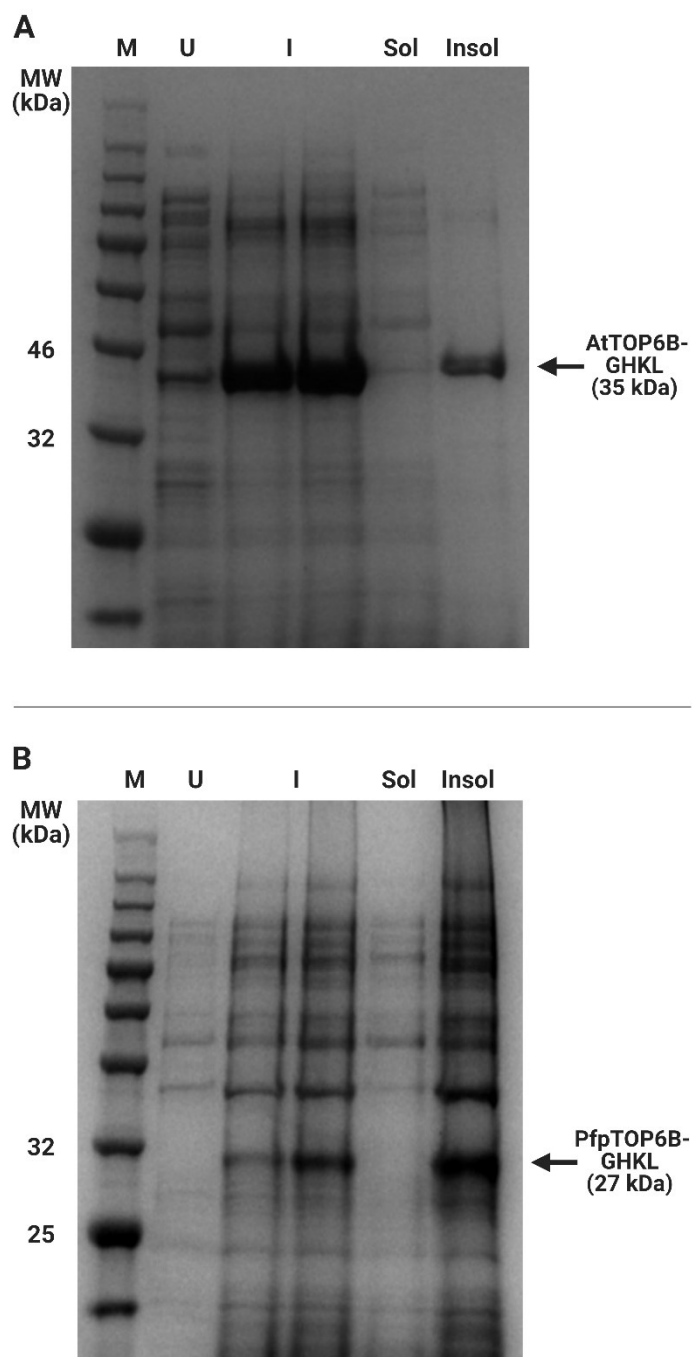 A
M U I Sol Insol
MW
(kDa)
46
32
AtTOP6B-
GHKL
(35 kDa)
B
M U I Sol Insol
MW
(kDa)
32
25
PfpTOP6B-
GHKL
(27 kDa)